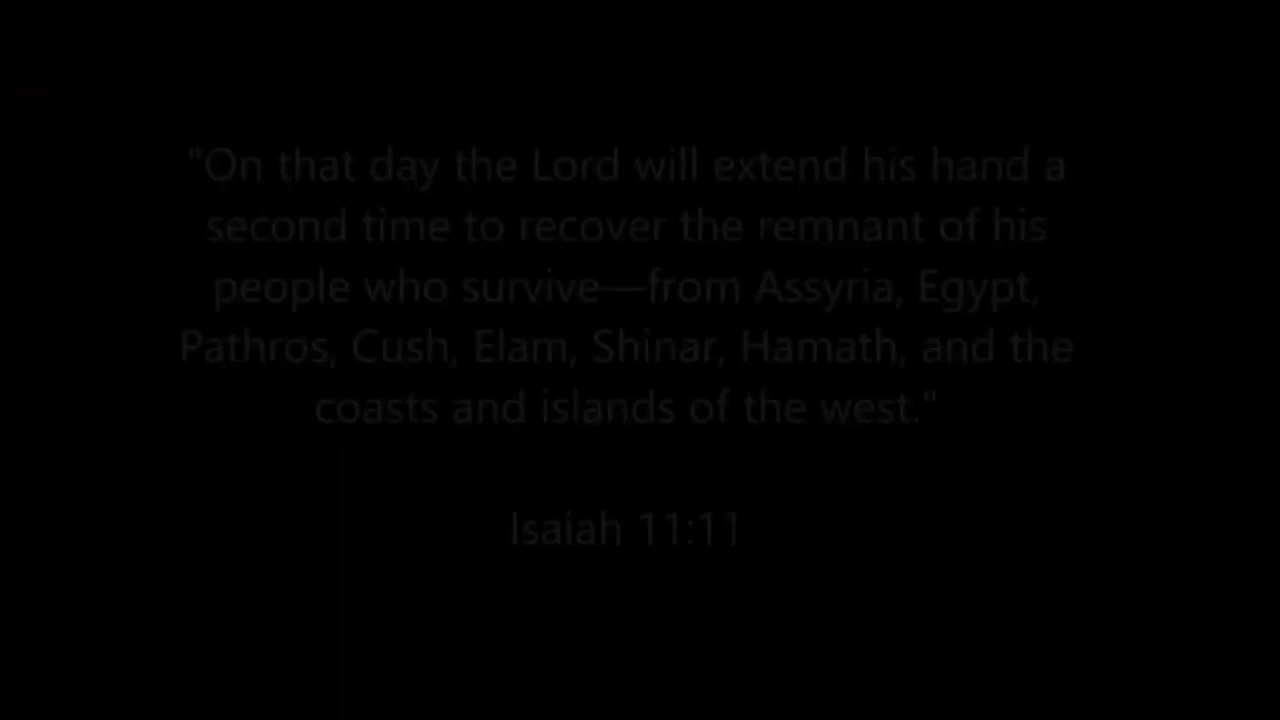 "On that day the Lord will extend his hand a
second time to recover the remnant of his
people who survive—from Assyria, Egypt,
Pathros, Cush, Elam, Shinar, Hamath, and the
coasts and islands of the west."
Isaiah 11:11